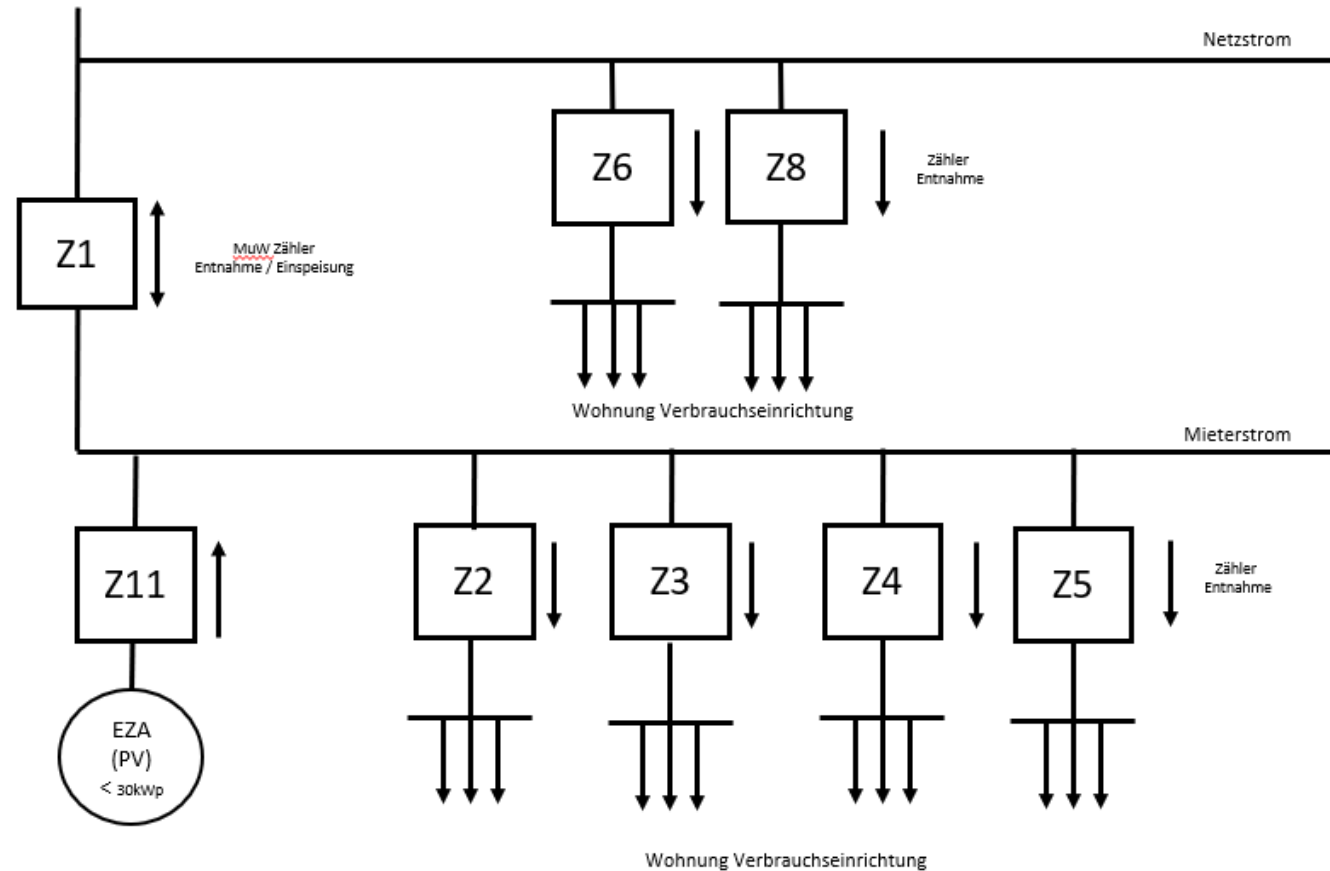 Netzstrom
Z6
Z8
Zähler
Entnahme
Z1
MuW Zähler
Entnahme / Einspeisung
Wohnung Verbrauchseinrichtung
Mieterstrom
Z11
Z2
Z3
Z4
Z5
Zähler
Entnahme
EZA
(PV)
< 30kWp
Wohnung Verbrauchseinrichtung